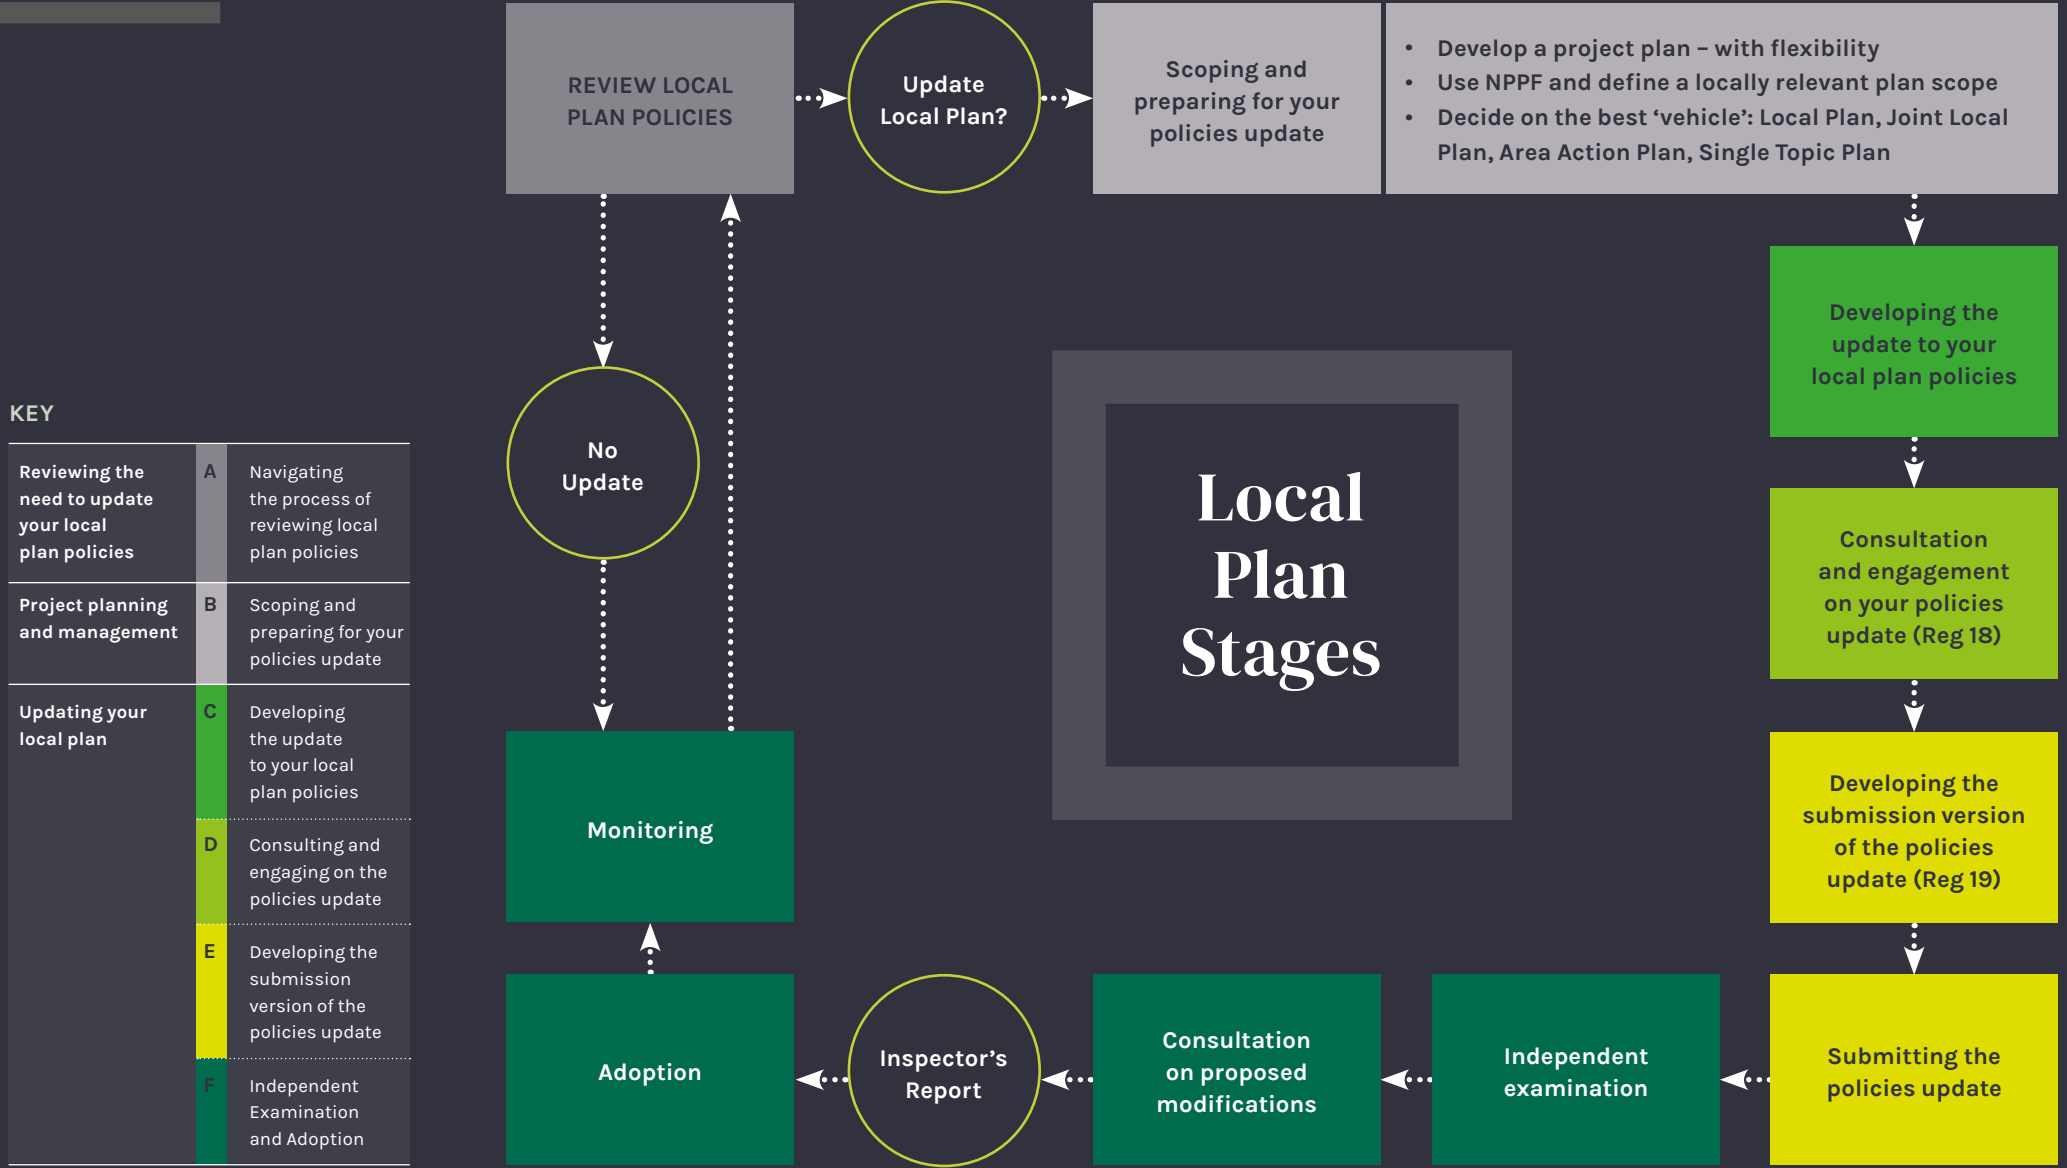 REVIEW LOCAL
PLAN POLICIES
Update
Local Plan?
Scoping and
preparing for your
policies update
• Develop a project plan – with flexibility
• Use NPPF and define a locally relevant plan scope
• Decide on the best ‘vehicle’: Local Plan, Joint Local
Plan, Area Action Plan, Single Topic Plan
Developing the
update to your
local plan policies
Consultation
and engagement
on your policies
update (Reg 18)
Developing the
submission version
of the policies
update (Reg 19)
Submitting the
policies update
Independent
examination
Consultation
on proposed
modifications
Inspector’s
Report
Adoption
Monitoring
No
Update
Local
Plan
Stages
KEY
Reviewing the
need to update
your local
plan policies
A
Navigating
the process of
reviewing local
plan policies
Project planning
and management
B
Scoping and
preparing for your
policies update
Updating your
local plan
C
Developing
the update
to your local
plan policies
D
Consulting and
engaging on the
policies update
E
Developing the
submission
version of the
policies update
F
Independent
Examination
and Adoption